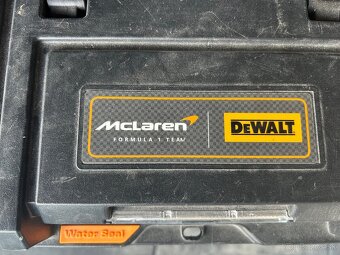 McLaren
FORMULA 1 TEAM
DEWALT
Water Seal